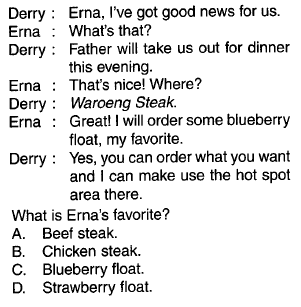 Derry : Erna, I've got good news for us.
Erna : What's that?
Derry : Father will take us out for dinner
this evening.
Erna : That's nice! Where?
Derry : Waroeng Steak.
Erna : Great! I will order some blueberry
float, my favorite.
Derry : Yes, you can order what you want
and I can make use the hot spot
area there.
What is Erna's favorite?
A. Beef steak.
B. Chicken steak.
C. Blueberry float.
D. Strawberry float.